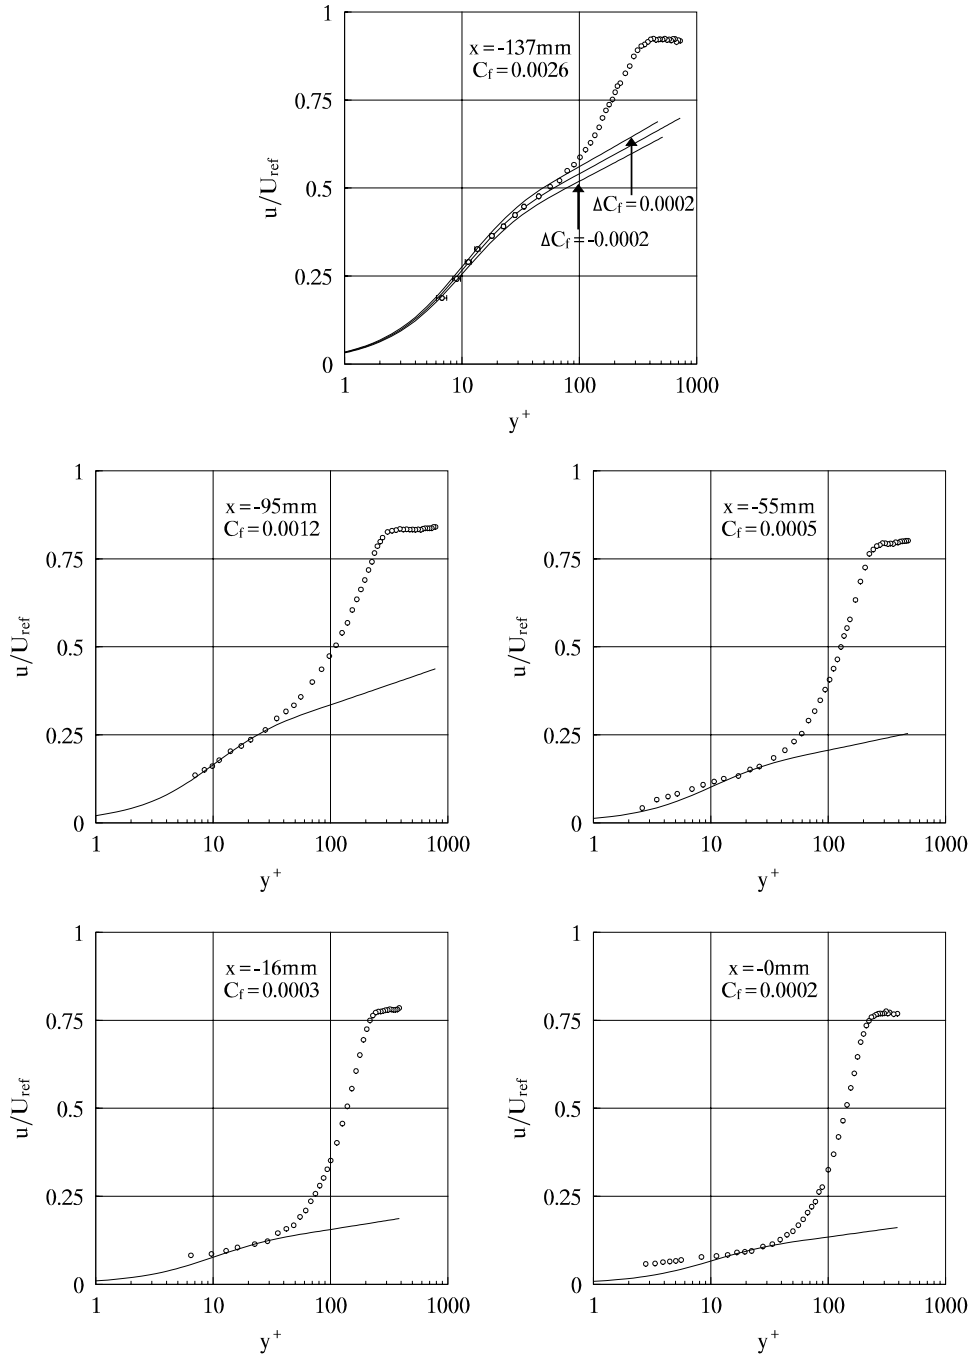 1
x=-137mm
C_f=0.0026
0.75
u/U_ref
0.5
ΔC_f=0.0002
ΔC_f=-0.0002
0.25
0
1 10 100 1000
y^+
1
x=-95mm
C_f=0.0012
0.75
u/U_ref
0.5
0.25
0
1 10 100 1000
y^+
1
x=-55mm
C_f=0.0005
0.75
u/U_ref
0.5
0.25
0
1 10 100 1000
y^+
1
x=-16mm
C_f=0.0003
0.75
u/U_ref
0.5
0.25
0
1 10 100 1000
y^+
1
x=-0mm
C_f=0.0002
0.75
u/U_ref
0.5
0.25
0
1 10 100 1000
y^+